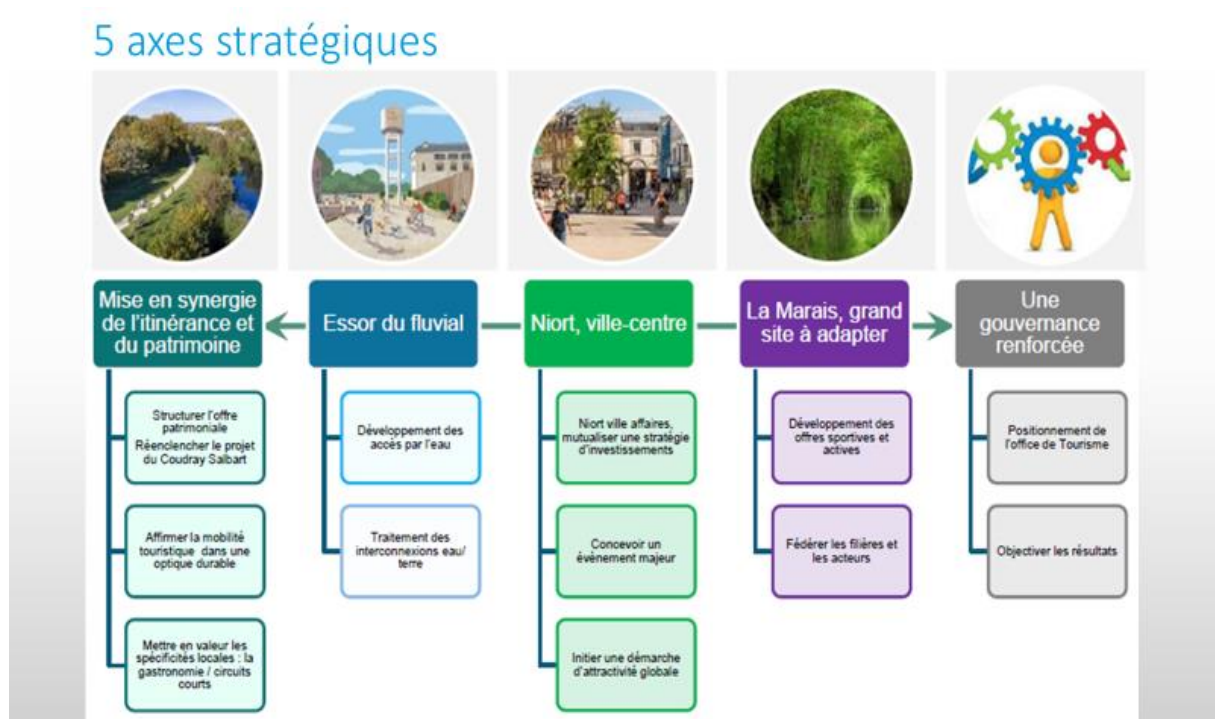 5 axes stratégiques
Mise en synergie
de l'itinérance et
du patrimoine
Essor du fluvial
Niort, ville-centre
La Marais, grand
site à adapter
Une
gouvernance
renforcée
Structurer l'offre
patrimoniale
Réenclencher le projet
du Coudray Salbart
Développement des
accès par l'eau
Niort ville affaires,
mutualiser une stratégie
d'investissements
Développement des
offres sportives et
actives
Positionnement de
l'office de Tourisme
Affirmer la mobilité
touristique dans une
optique durable
Traitement des
interconnexions eau/
terre
Concevoir un
évènement majeur
Fédérer les filières et
les acteurs
Objectiver les résultats
Mettre en valeur les
spécificités locales : la
gastronomie / circuits
courts
Initier une démarche
d'attractivité globale